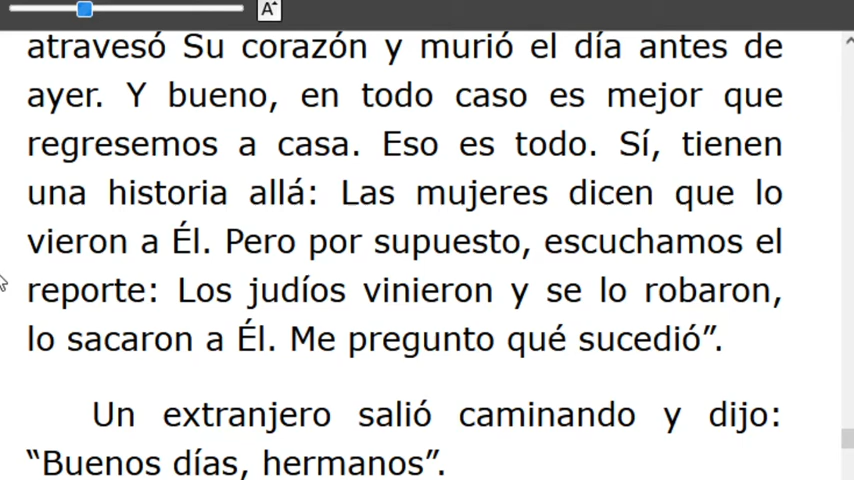 A
atravesó Su corazón y murió el día antes de
ayer. Y bueno, en todo caso es mejor que
regresemos a casa. Eso es todo. Sí, tienen
una historia allá: Las mujeres dicen que lo
vieron a Él. Pero por supuesto, escuchamos el
reporte: Los judíos vinieron y se lo robaron,
lo sacaron a Él. Me pregunto qué sucedió”.
Un extranjero salió caminando y dijo:
“Buenos días, hermanos”.